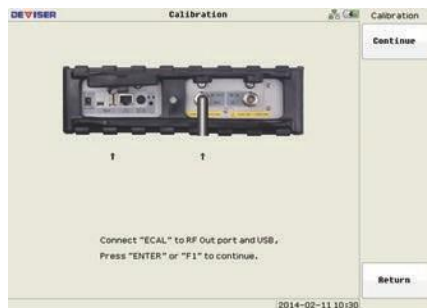 DEVISER Calibration Calibration
Continue
Connect "ECAL" to RF Out port and USB,
Press "ENTER" or "F1" to continue.
Return
2014-02-11 10:30